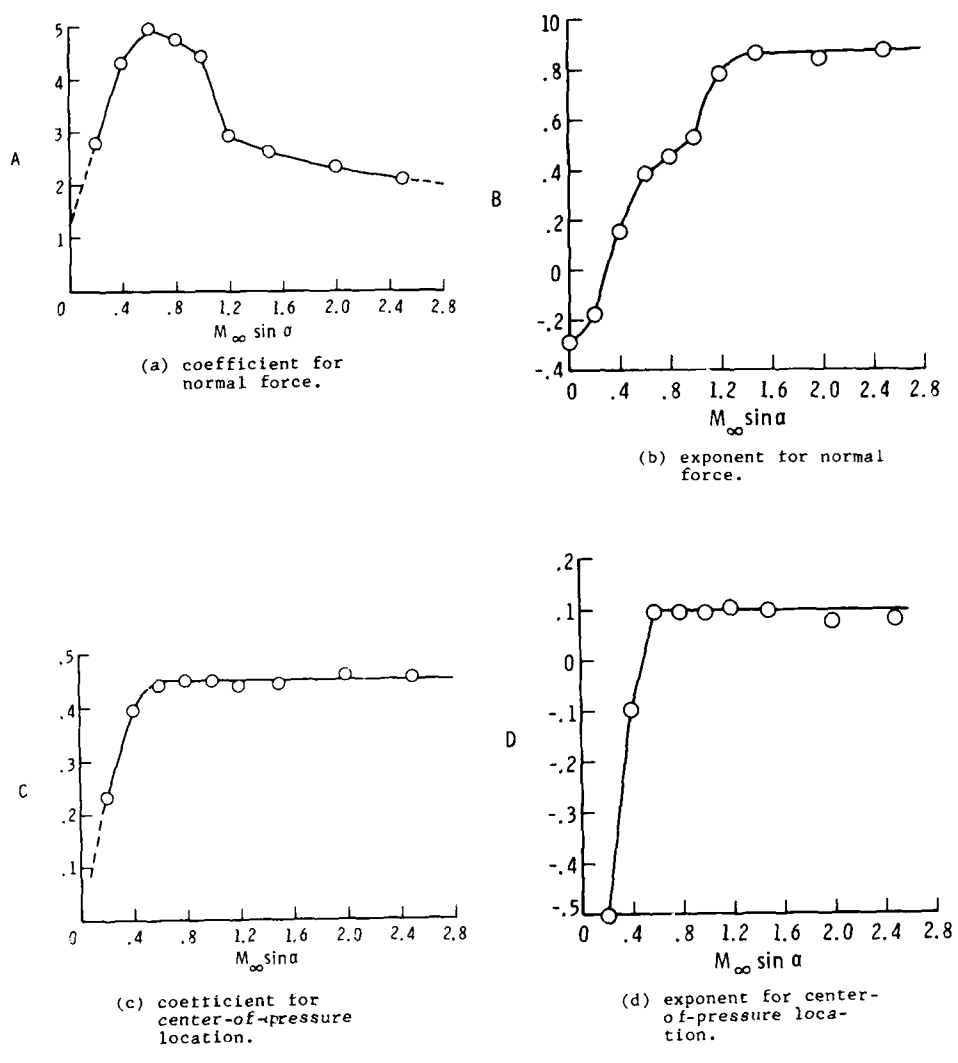 5
4
3
A
2
1
0 .4 .8 1.2 1.6 2.0 2.4 2.8
M∞ sin σ
(a) coefficient for
normal force.
10
.8
.6
.4
B
.2
0
-.2
-.4
0 .4 .8 1.2 1.6 2.0 2.4 2.8
M∞ sin α
(b) exponent for normal
force.
.5
.4
.3
C
.2
.1
0 .4 .8 1.2 1.6 2.0 2.4 2.8
M∞ sin α
(c) coefficient for
center-of-pressure
location.
.2
.1
0
-.1
D
-.2
-.3
-.4
-.5
0 .4 .8 1.2 1.6 2.0 2.4 2.8
M∞ sin α
(d) exponent for center-
of-pressure loca-
tion.